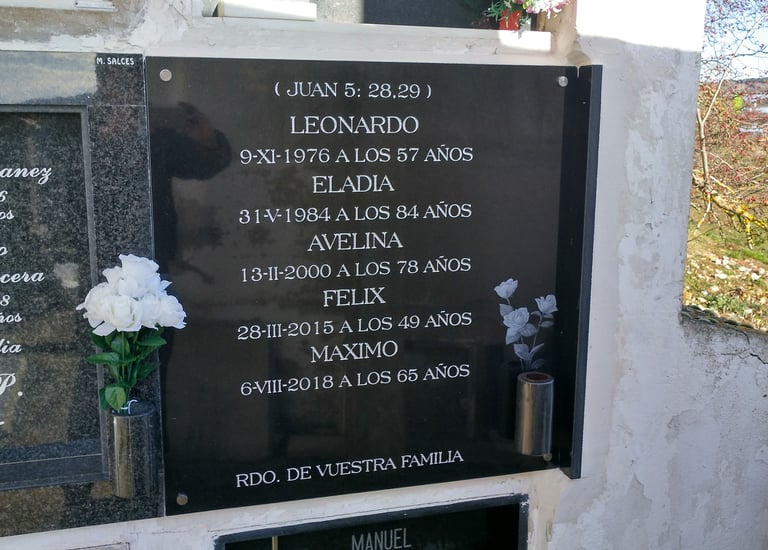 M. SALCES
( JUAN 5: 28,29 )
LEONARDO
9-XI-1976 A LOS 57 AÑOS
ELADIA
31-V-1984 A LOS 84 AÑOS
AVELINA
13-II-2000 A LOS 78 AÑOS
FELIX
28-III-2015 A LOS 49 AÑOS
MAXIMO
6-VIII-2018 A LOS 65 AÑOS
RDO. DE VUESTRA FAMILIA
MANUEL